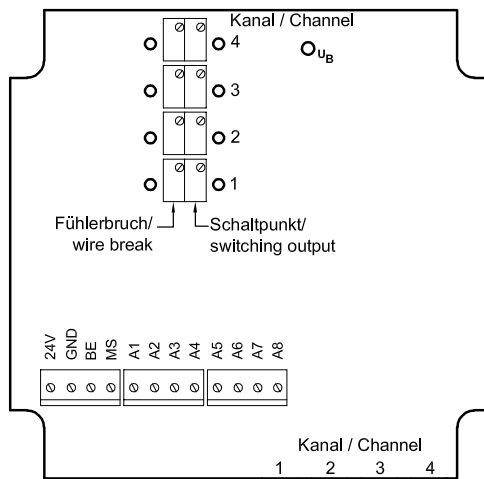 Kanal / Channel
4
U_B
3
2
1
Fühlerbruch/
wire break
Schaltpunkt/
switching output
24V GND BE MS A1 A2 A3 A4 A5 A6 A7 A8
Kanal / Channel
1 2 3 4